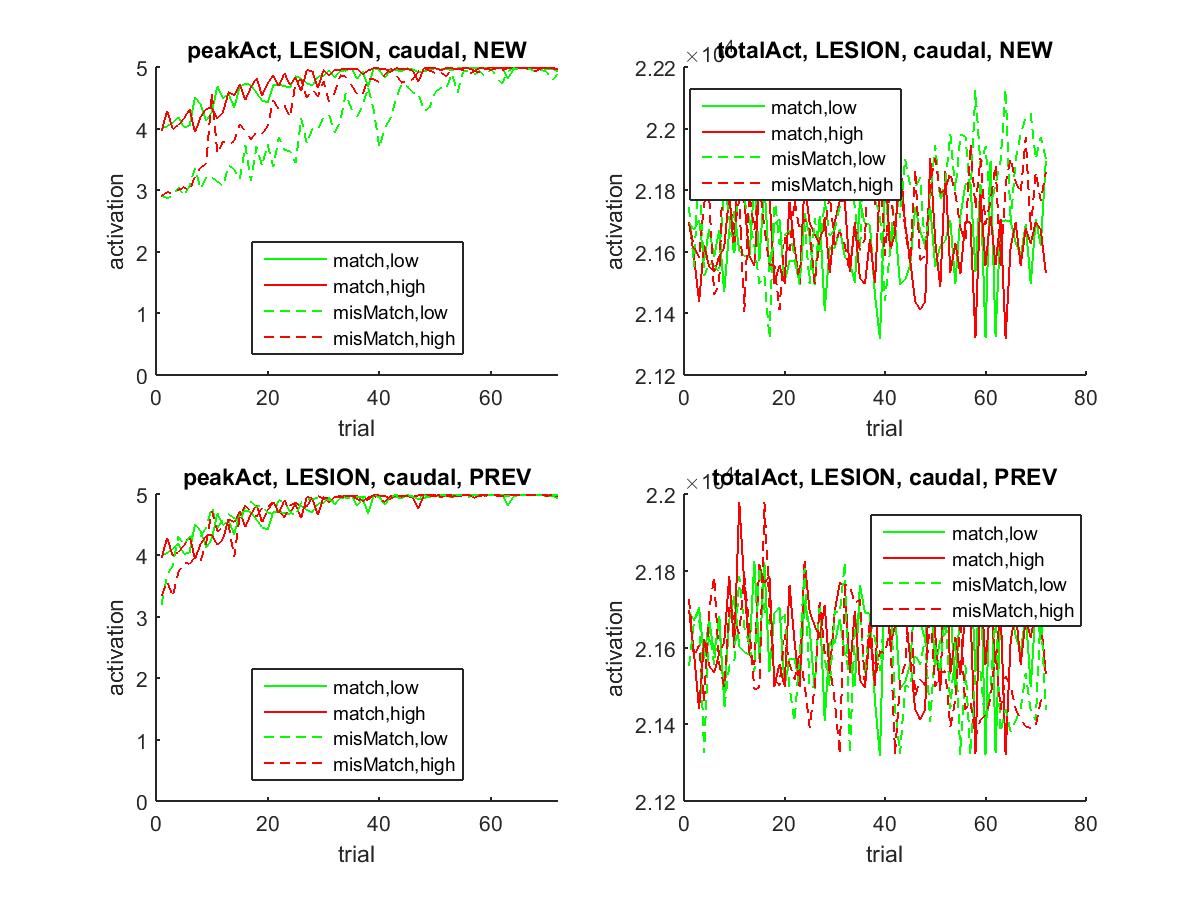 peakAct, LESION, caudal, NEW
activation
5
4
3
2
1
0
0 20 40 60
trial
match,low
match,high
misMatch,low
misMatch,high
totalAct, LESION, caudal, NEW
activation
2.22
2.2
2.18
2.16
2.14
2.12
0 20 40 60 80
trial
match,low
match,high
misMatch,low
misMatch,high
peakAct, LESION, caudal, PREV
activation
5
4
3
2
1
0
0 20 40 60
trial
match,low
match,high
misMatch,low
misMatch,high
totalAct, LESION, caudal, PREV
activation
2.2
2.18
2.16
2.14
2.12
0 20 40 60 80
trial
match,low
match,high
misMatch,low
misMatch,high